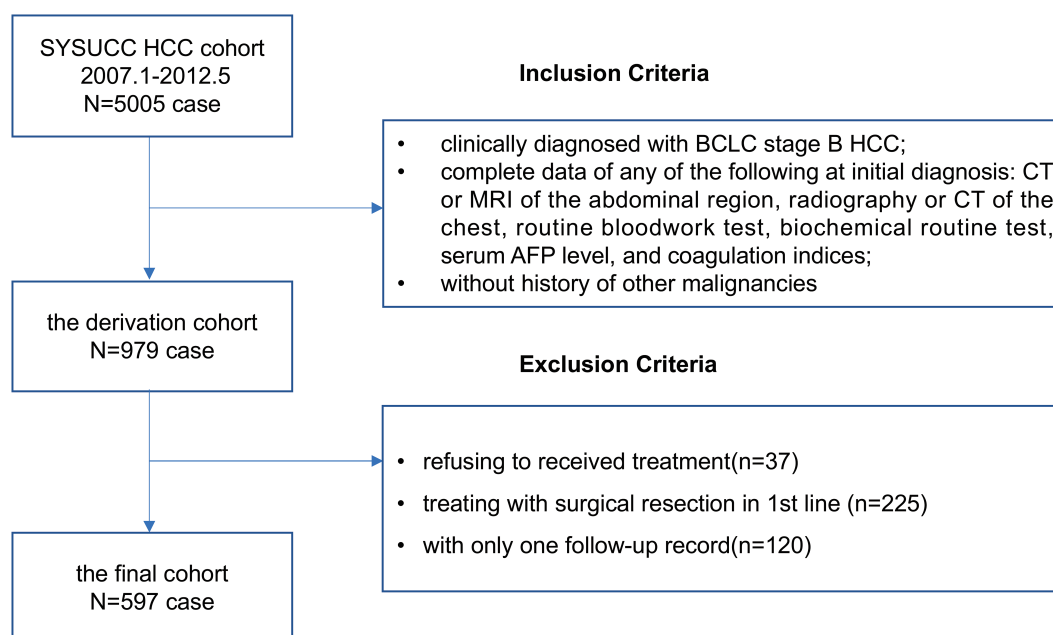 SYSUCC HCC cohort
2007.1-2012.5
N=5005 case
Inclusion Criteria
• clinically diagnosed with BCLC stage B HCC;
• complete data of any of the following at initial diagnosis: CT
or MRI of the abdominal region, radiography or CT of the
chest, routine bloodwork test, biochemical routine test,
serum AFP level, and coagulation indices;
• without history of other malignancies
the derivation cohort
N=979 case
Exclusion Criteria
• refusing to received treatment(n=37)
• treating with surgical resection in 1st line (n=225)
• with only one follow-up record(n=120)
the final cohort
N=597 case